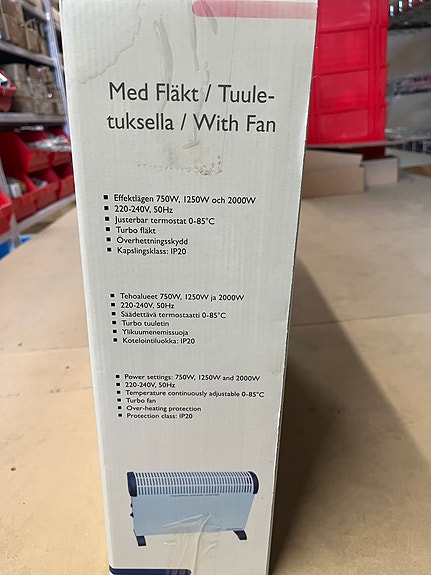 Med Fläkt / Tuule-
tuksella / With Fan
▪ Effektlägen 750W, 1250W och 2000W
▪ 220-240V, 50Hz
▪ Justerbar termostat 0-85°C
▪ Turbo fläkt
▪ Överhettningsskydd
▪ Kapslingsklass: IP20
▪ Tehoalueet 750W, 1250W ja 2000W
▪ 220-240V, 50Hz
▪ Säädettävä termostaatti 0-85°C
▪ Turbo tuuletin
▪ Ylikuumenemissuoja
▪ Kotelointiluokka: IP20
▪ Power settings: 750W, 1250W and 2000W
▪ 220-240V, 50Hz
▪ Temperature continuously adjustable 0-85°C
▪ Turbo fan
▪ Over-heating protection
▪ Protection class: IP20